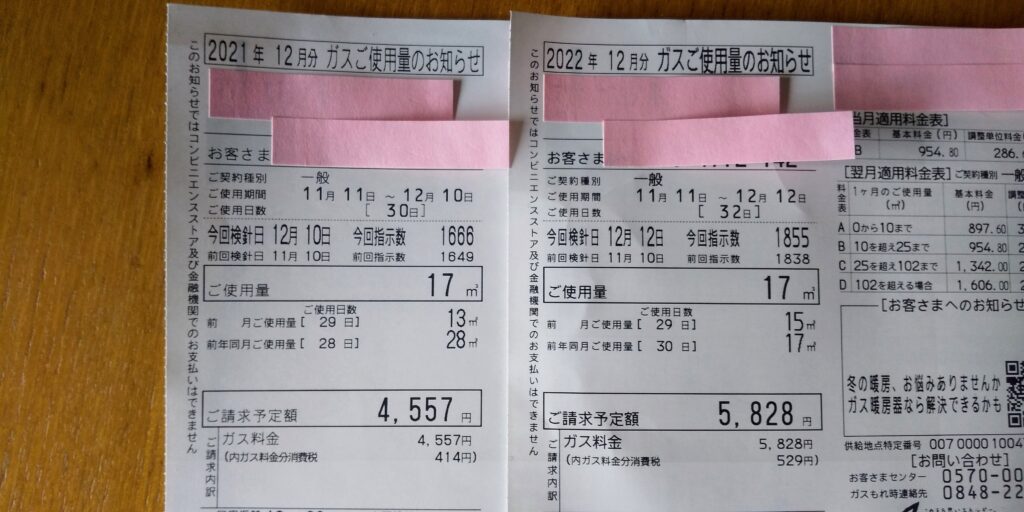 2021年 12月分 ガスご使用量のお知らせ
このお知らせではコンビニエンスストア及び金融機関でのお支払いはできません
お客さま
ご契約種別 一般
ご使用期間 11月 11日 ～ 12月 10日
ご使用日数 [ 30日]
今回検針日 12月 10日 今回指示数 1666
前回検針日 11月 10日 前回指示数 1649
ご使用量 17 ㎥
ご使用日数
前 月ご使用量[ 29 日] 13㎥
前年同月ご使用量[ 28 日] 28㎥
ご請求予定額 4,557円
ご請求内訳
ガス料金 4,557円
(内ガス料金分消費税 414円)
2022年 12月分 ガスご使用量のお知らせ
このお知らせではコンビニエンスストア及び金融機関でのお支払いはできません
お客さま
ご契約種別 一般
ご使用期間 11月 11日 ～ 12月 12日
ご使用日数 [ 32日]
今回検針日 12月 12日 今回指示数 1855
前回検針日 11月 10日 前回指示数 1838
ご使用量 17 ㎥
ご使用日数
前 月ご使用量[ 29 日] 15㎥
前年同月ご使用量[ 30 日] 17㎥
ご請求予定額 5,828円
ご請求内訳
ガス料金 5,828円
(内ガス料金分消費税 529円)
当月適用料金表]
金表 基本料金(円) 調整単位料金
B 954.80 286.
[翌月適用料金表] ご契約種別 一般
料金表 1ヶ月のご使用量(㎥) 基本料金(円) 調整
A 0から10まで 897.60
B 10を超え25まで 954.80
C 25を超え102まで 1,342.00
D 102を超える場合 1,606.00
[お客さまへのお知らせ
冬の暖房、お悩みありませんか
ガス暖房器なら解決できるかも
供給地点特定番号 007 0000 1004
[お問い合わせ]
お客さまセンター 0570-00
ガスもれ時連絡先 0848-22